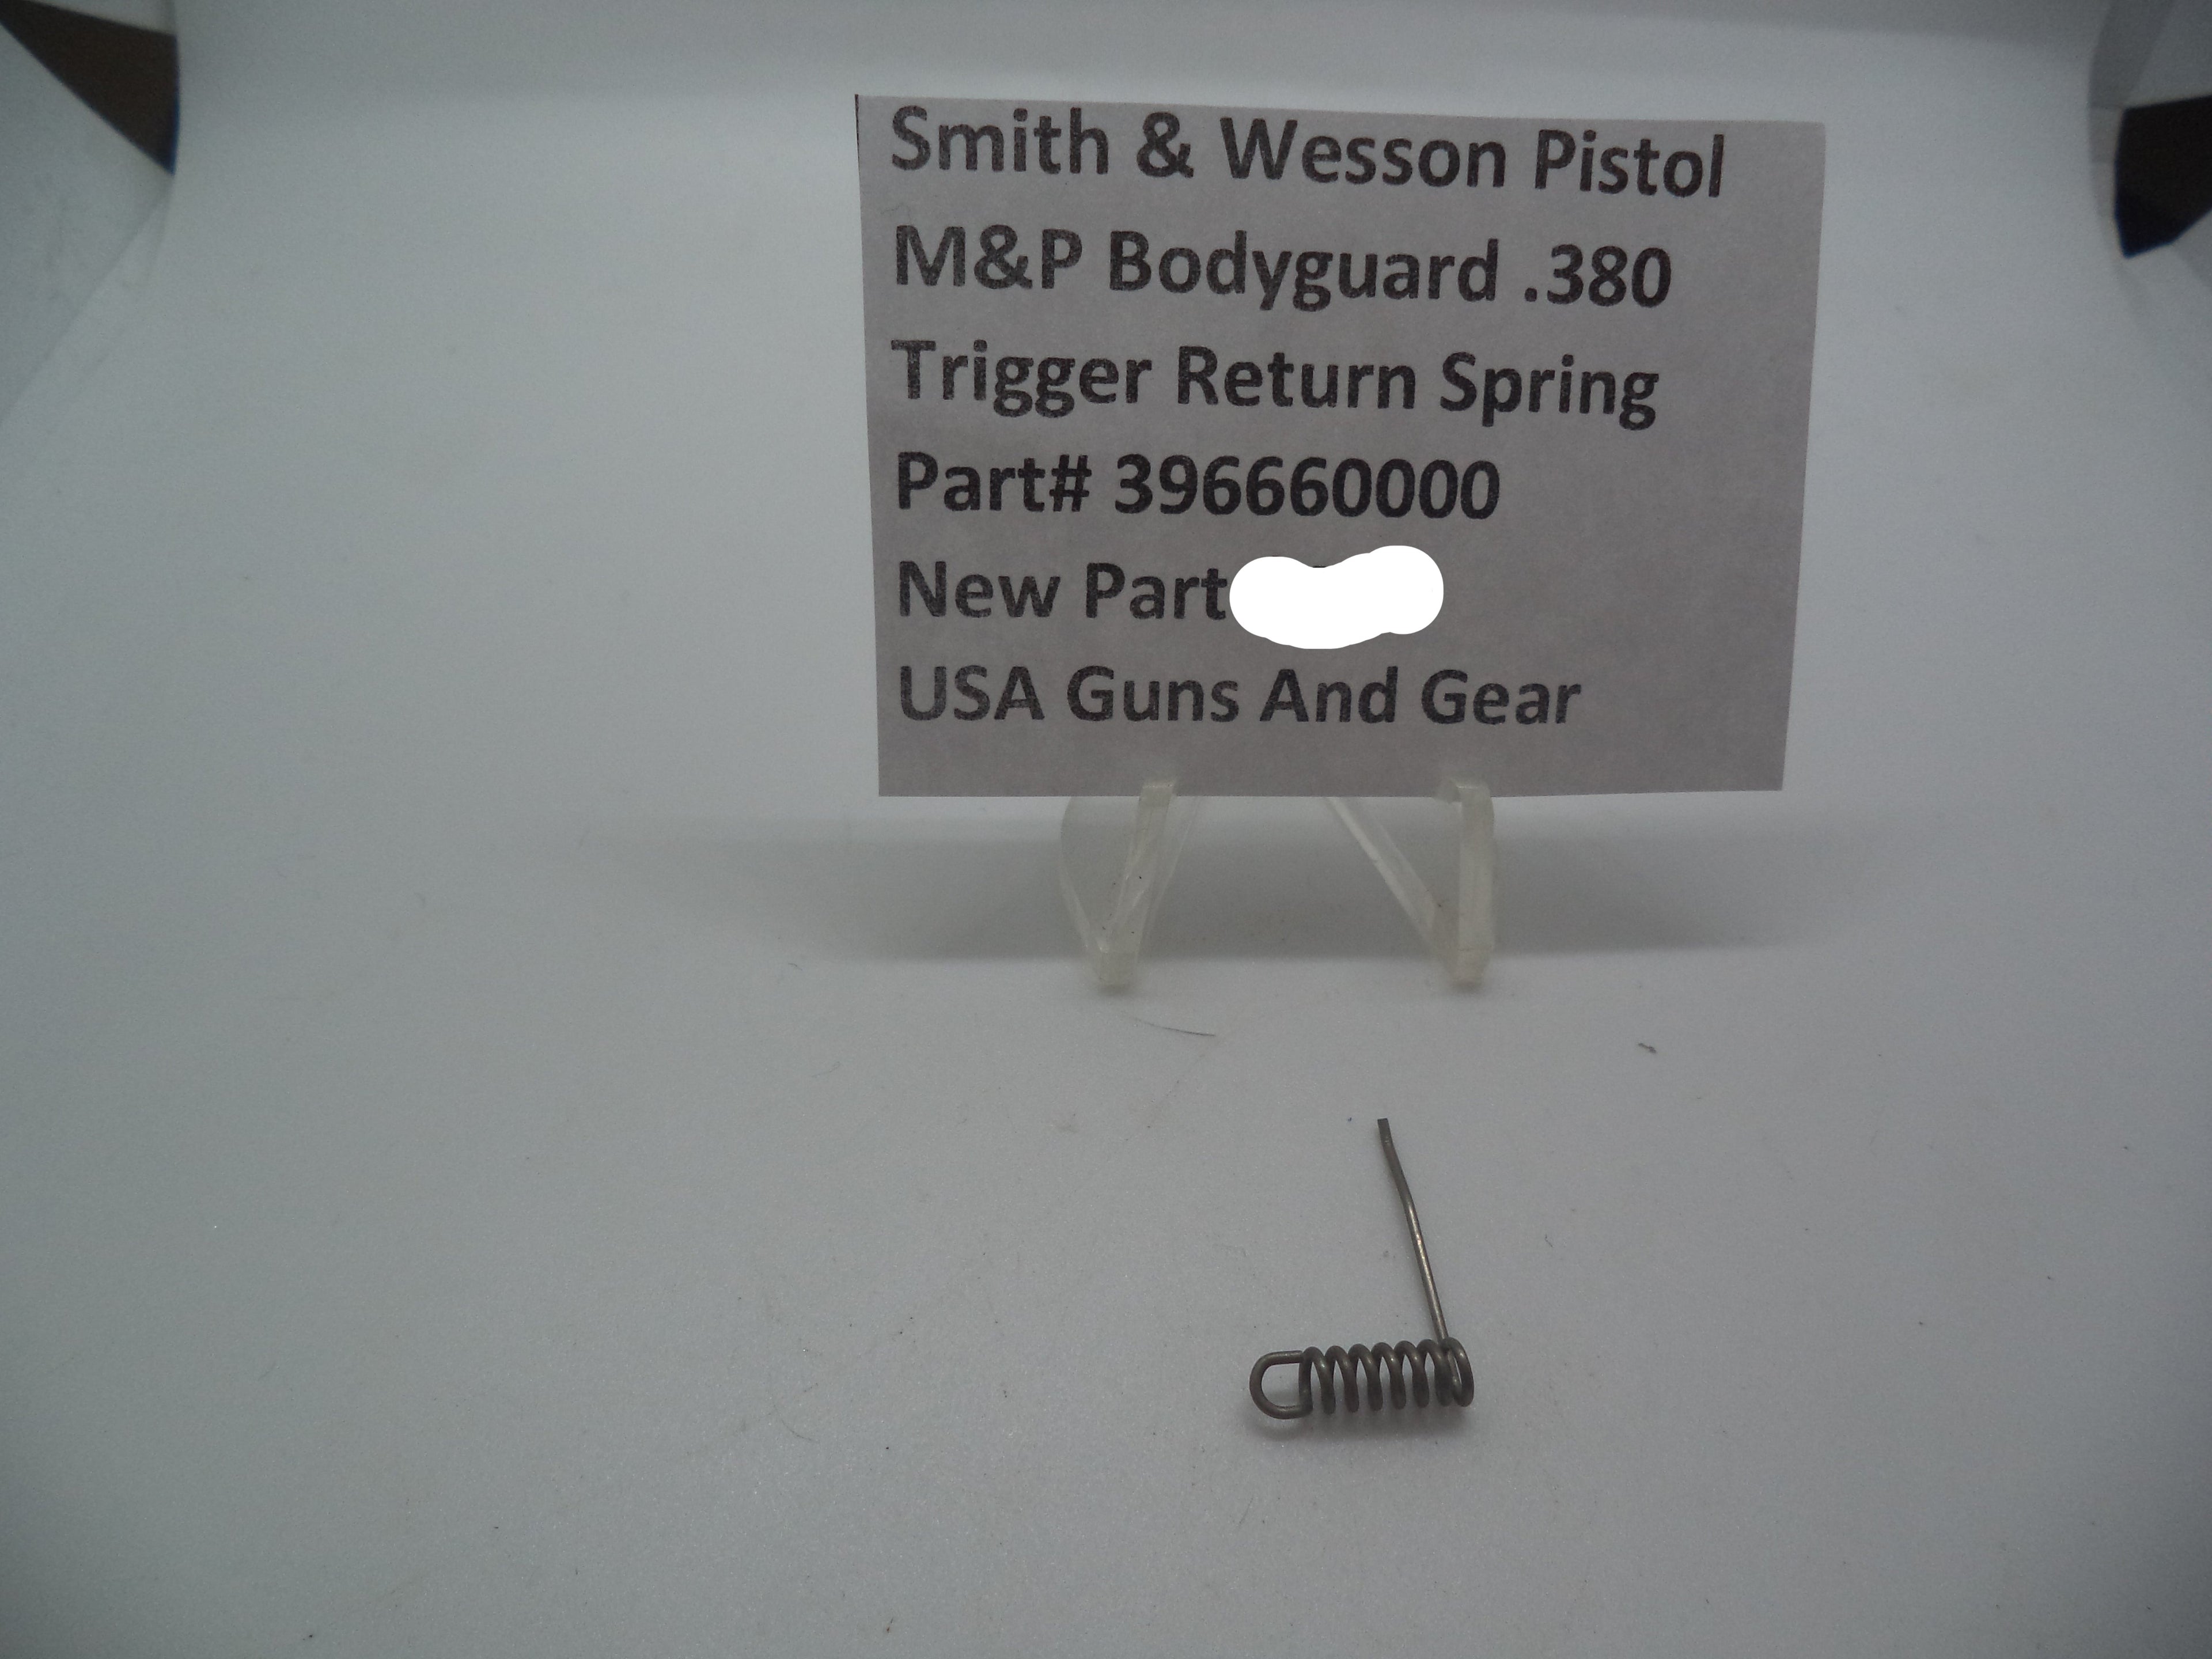 Smith & Wesson Pistol
M&P Bodyguard .380
Trigger Return Spring
Part# 396660000
New Part
USA Guns And Gear